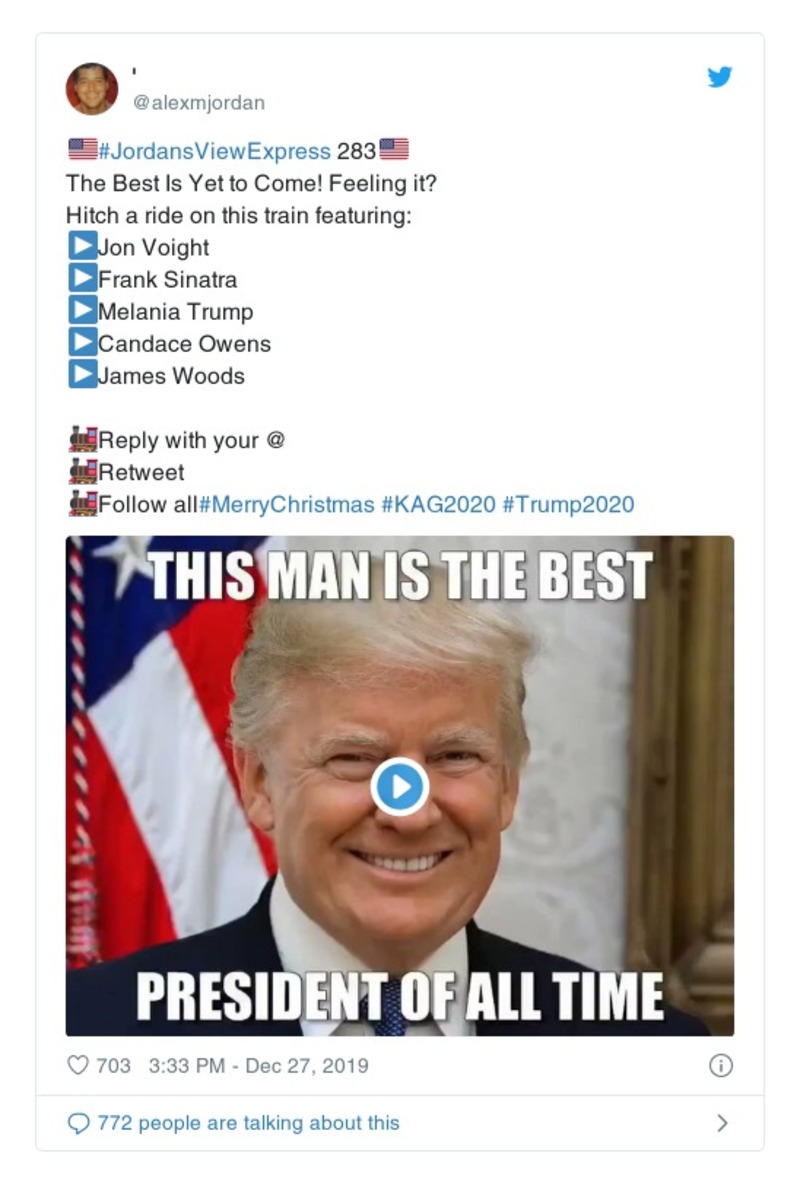 '
@alexmjordan
#JordansViewExpress 283
The Best Is Yet to Come! Feeling it?
Hitch a ride on this train featuring:
Jon Voight
Frank Sinatra
Melania Trump
Candace Owens
James Woods
Reply with your @
Retweet
Follow all#MerryChristmas #KAG2020 #Trump2020
THIS MAN IS THE BEST
PRESIDENT OF ALL TIME
703 3:33 PM - Dec 27, 2019
772 people are talking about this